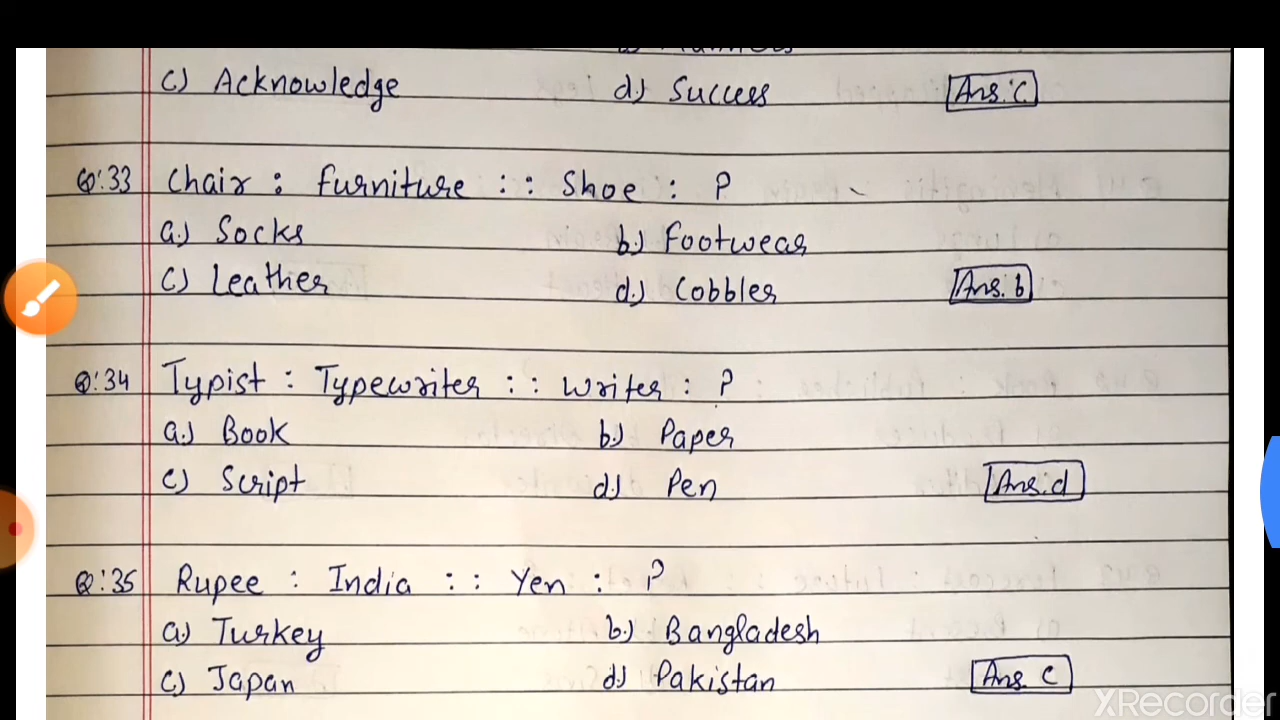 c.) Acknowledge d.) Success Ans. c
Q.33 Chair : furniture :: Shoe : ?
a.) Socks b.) footwear
c.) Leather d.) Cobbler Ans. b
Q.34 Typist : Typewriter :: writer : ?
a.) Book b.) Paper
c.) Script d.) Pen Ans. d
Q.35 Rupee : India :: Yen : ?
a.) Turkey b.) Bangladesh
c.) Japan d.) Pakistan Ans. c
XRecorder